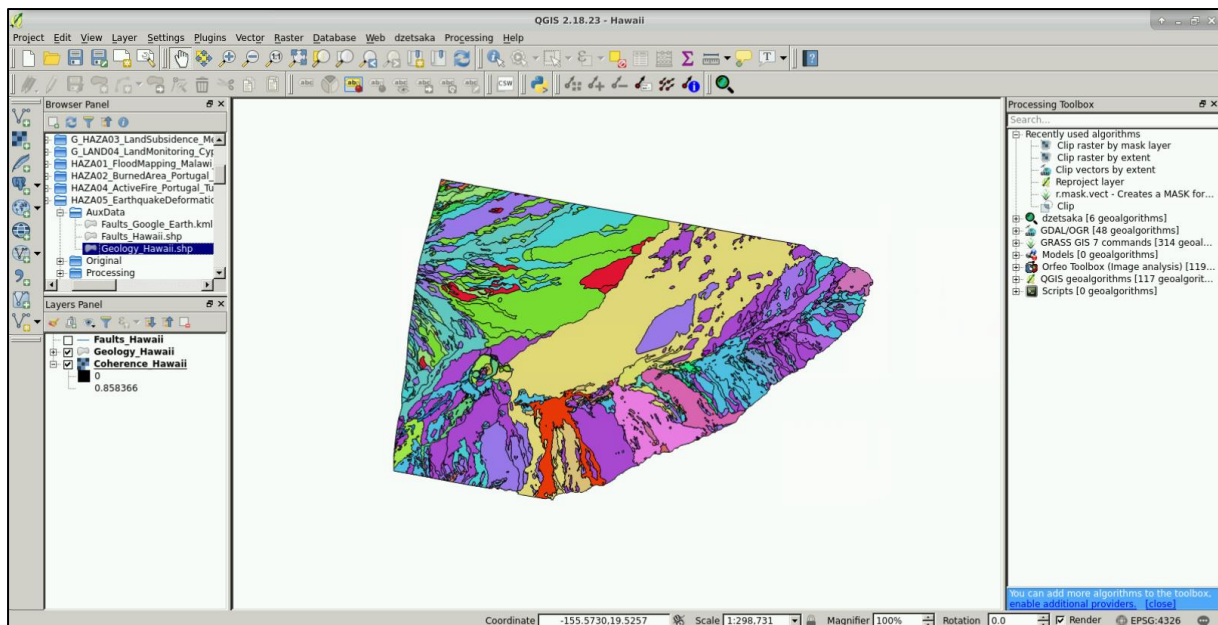 QGIS 2.18.23 - Hawaii
Project Edit View Layer Settings Plugins Vector Raster Database Web dzetsaka Processing Help
CSW
Browser Panel
G_HAZA03_LandSubsidence_Me
G_LAND04_LandMonitoring_Cyp
HAZA01_FloodMapping_Malawi_
HAZA02_BurnedArea_Portugal_
HAZA04_ActiveFire_Portugal_Tu
HAZA05_EarthquakeDeformatio
AuxData
Faults_Google_Earth.kml
Faults_Hawaii.shp
Geology_Hawaii.shp
Original
Processing
Layers Panel
Faults_Hawaii
Geology_Hawaii
Coherence_Hawaii
0
0.858366
Processing Toolbox
Search...
Recently used algorithms
Clip raster by mask layer
Clip raster by extent
Clip vectors by extent
Reproject layer
r.mask.vect - Creates a MASK for...
Clip
dzetsaka [6 geoalgorithms]
GDAL/OGR [48 geoalgorithms]
GRASS GIS 7 commands [314 geoal...
Models [0 geoalgorithms]
Orfeo Toolbox (Image analysis) [119...
QGIS geoalgorithms [117 geoalgorit...
Scripts [0 geoalgorithms]
You can add more algorithms to the toolbox,
enable additional providers. [close]
Coordinate -155.5730,19.5257 Scale 1:298,731 Magnifier 100% Rotation 0.0 Render EPSG:4326